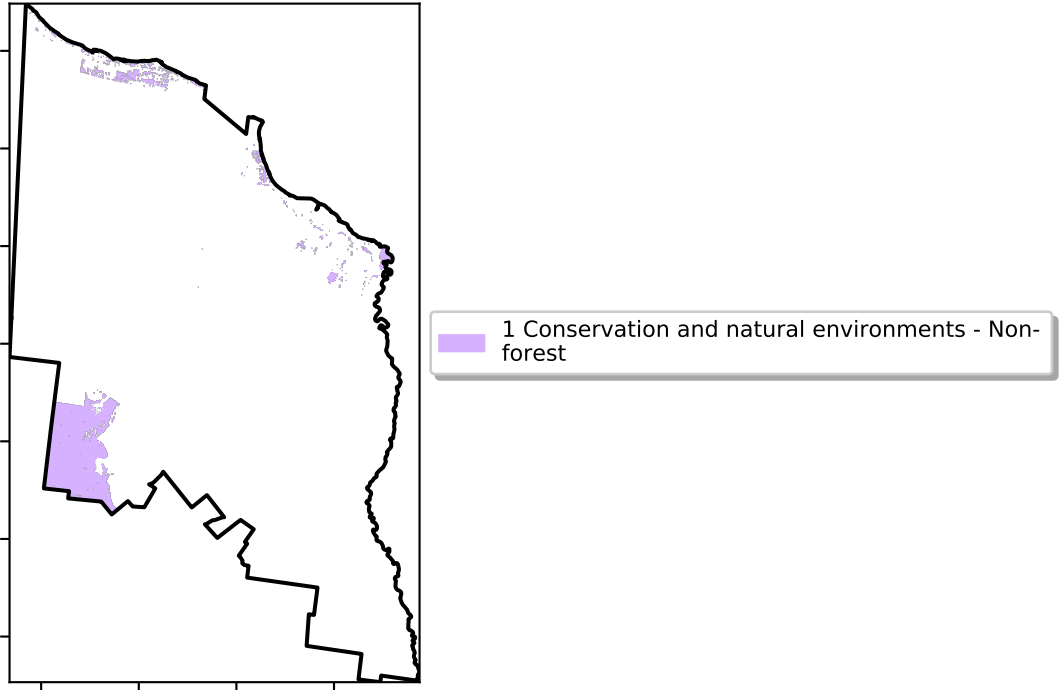 1 Conservation and natural environments - Non-
forest